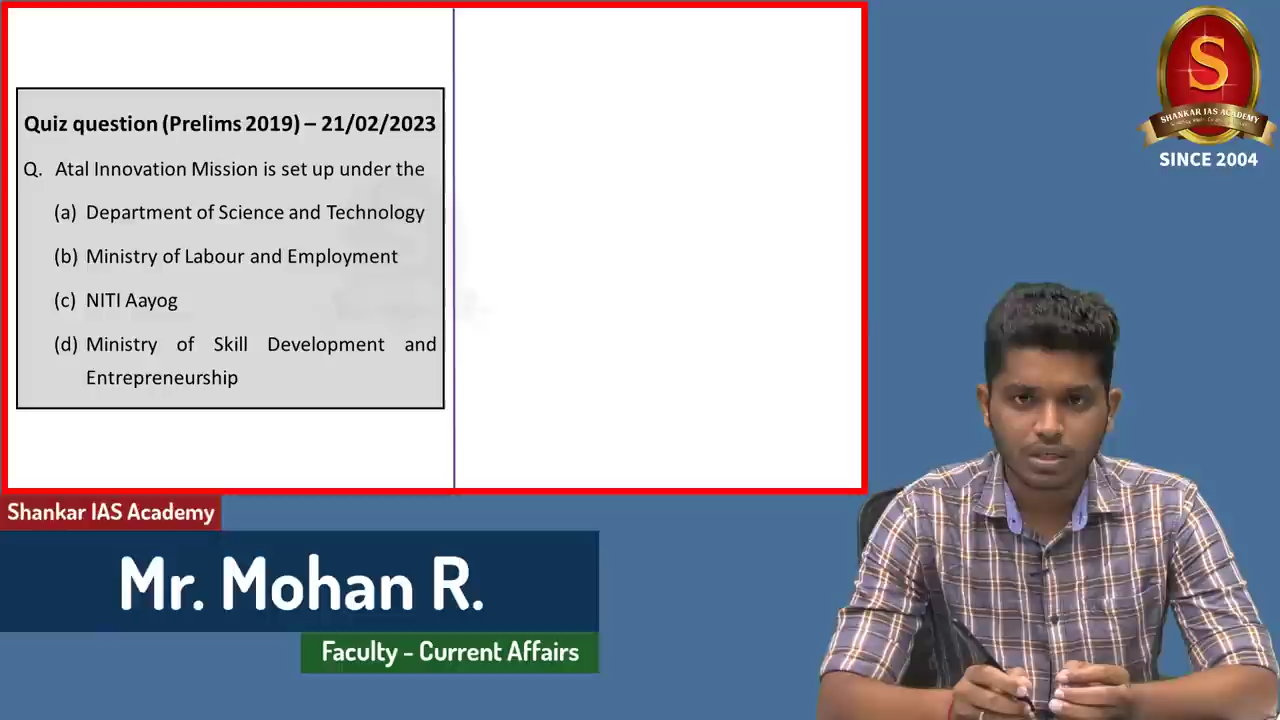 Quiz question (Prelims 2019) – 21/02/2023
Q. Atal Innovation Mission is set up under the
(a) Department of Science and Technology
(b) Ministry of Labour and Employment
(c) NITI Aayog
(d) Ministry of Skill Development and
Entrepreneurship
S
SHANKAR IAS ACADEMY
SINCE 2004
Shankar IAS Academy
Mr. Mohan R.
Faculty - Current Affairs